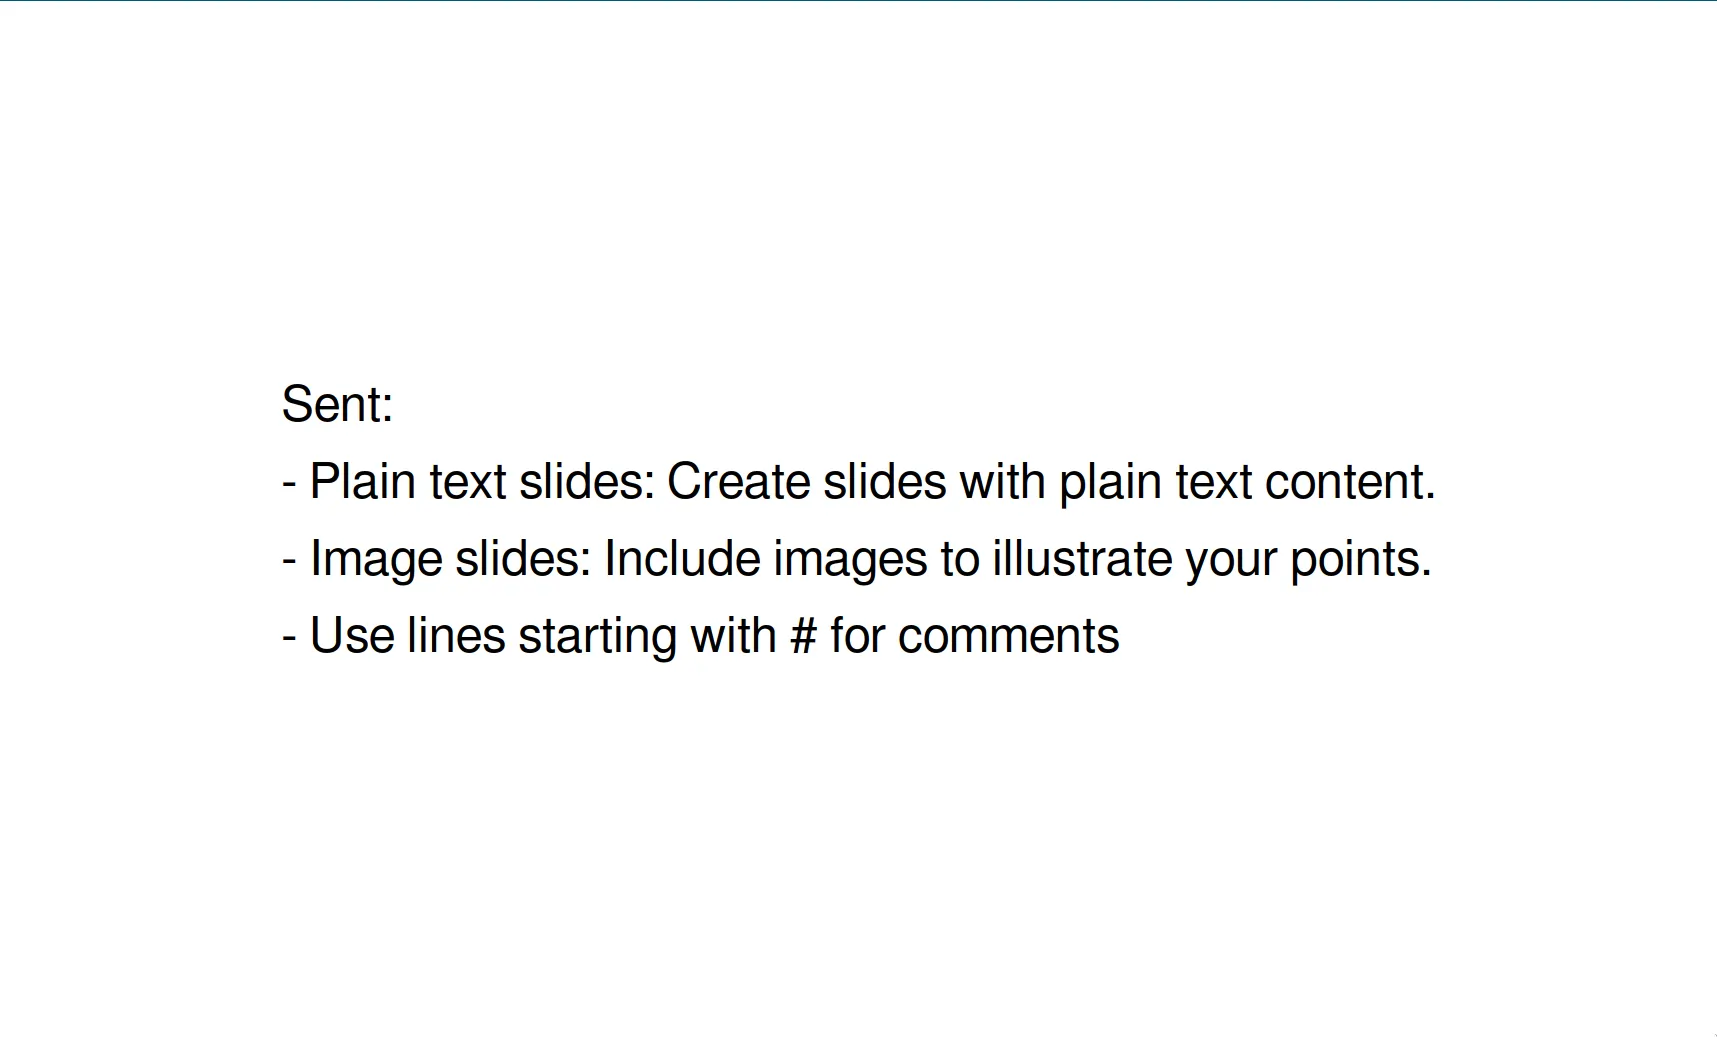 Sent:
- Plain text slides: Create slides with plain text content.
- Image slides: Include images to illustrate your points.
- Use lines starting with # for comments